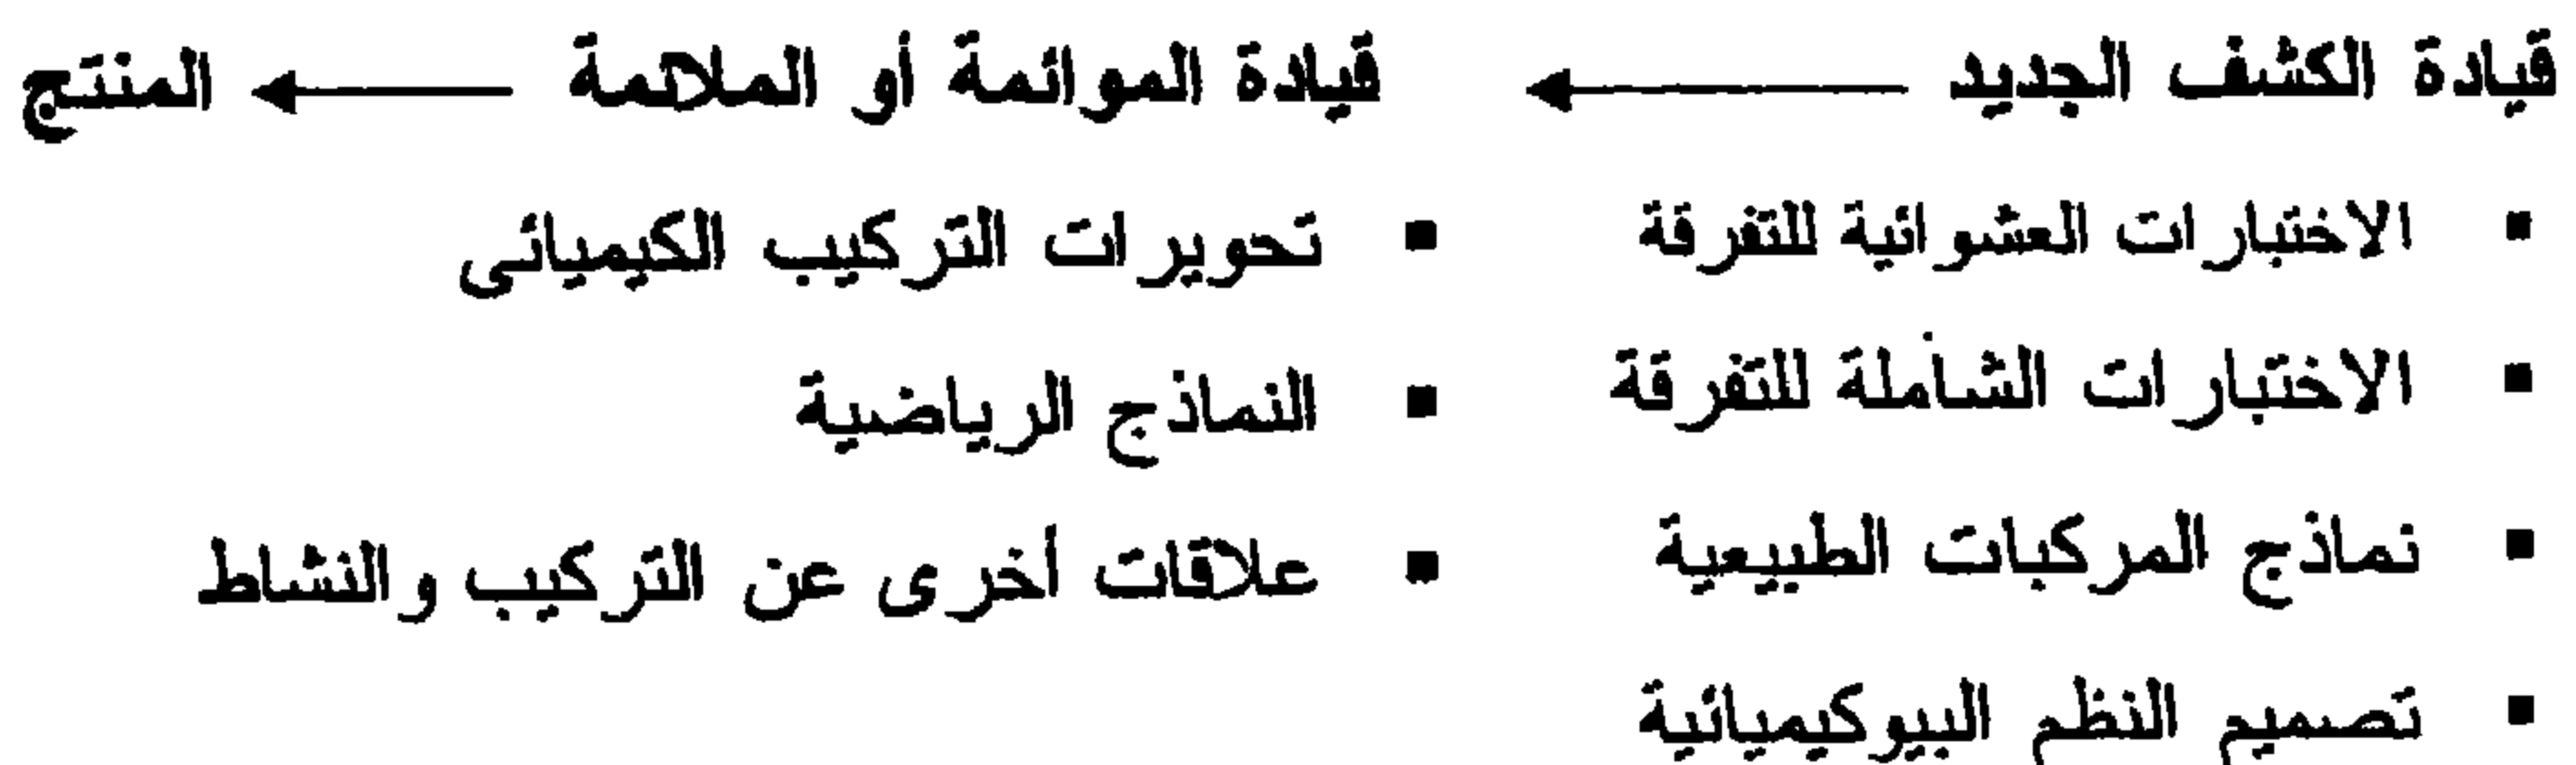 قيادة الكشف الجديد ← قيادة الموائمة أو الملائمة ← المنتج
▪ الاختبارات العشوائية للتفرقة ▪ تحويرات التركيب الكيميائى
▪ الاختبارات الشاملة للتفرقة ▪ النماذج الرياضية
▪ نماذج المركبات الطبيعية ▪ علاقات أخرى عن التركيب والنشاط
▪ تصميم النظم البيوكيميائية